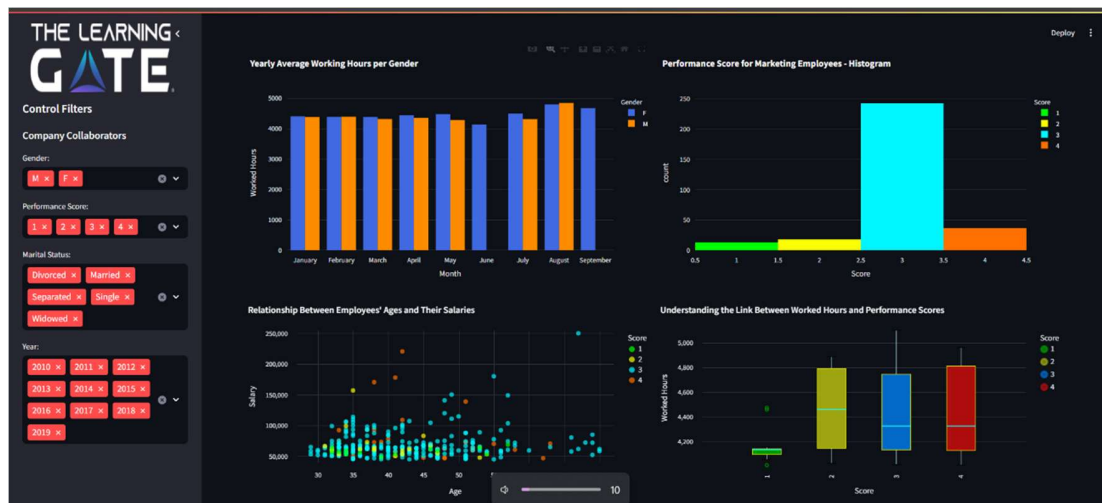 THE LEARNING
GATE
Control Filters
Company Collaborators
Gender:
M × F ×
Performance Score:
1 × 2 × 3 × 4 ×
Marital Status:
Divorced × Married ×
Separated × Single ×
Widowed ×
Year:
2010 × 2011 × 2012 ×
2013 × 2014 × 2015 ×
2016 × 2017 × 2018 ×
2019 ×
Deploy
Yearly Average Working Hours per Gender
5000
4000
3000
2000
1000
0
Worked Hours
January February March April May June July August September
Month
Gender
F
M
Performance Score for Marketing Employees - Histogram
250
200
150
100
50
0
count
0.5 1 1.5 2 2.5 3 3.5 4 4.5
Score
Score
1
2
3
4
Relationship Between Employees' Ages and Their Salaries
250,000
200,000
150,000
100,000
50,000
Salary
30 35 40 45 50
Age
Score
1
2
3
4
10
Understanding the Link Between Worked Hours and Performance Scores
5,000
4,800
4,600
4,400
4,200
Worked Hours
1 2 3 4
Score
Score
1
2
3
4